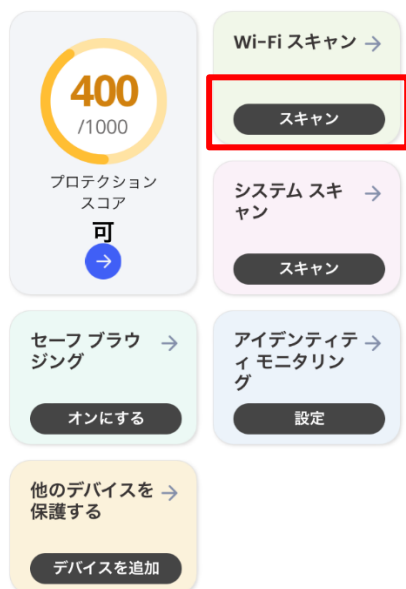 400
/1000
プロテクション
スコア
可
Wi-Fi スキャン
スキャン
システム スキ
ャン
スキャン
セーフ ブラウ
ジング
オンにする
アイデンティテ
ィ モニタリン
グ
設定
他のデバイスを
保護する
デバイスを追加